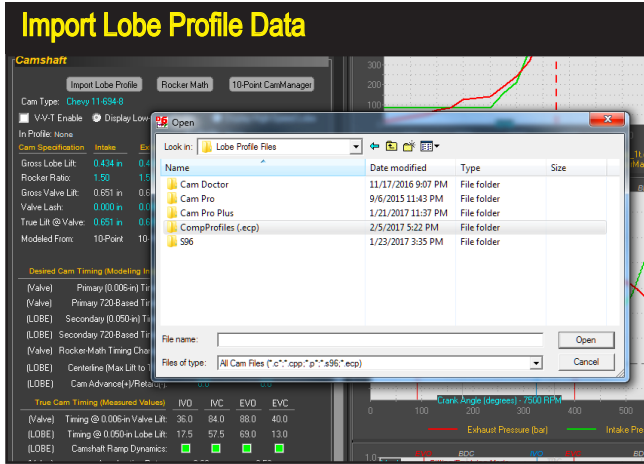 Import Lobe Profile Data
Camshaft
Import Lobe Profile Rocker Math 10-Point CamManager
Cam Type: Chevy 11-694-8
V-V-T Enable Display Low-
In Profile: None
Cam Specification Intake
Gross Lobe Lift: 0.434 in
Rocker Ratio: 1.50
Gross Valve Lift: 0.651 in
Valve Lash: 0.000 in
True Lift @ Valve: 0.651 in
Modeled From: 10-Point
Desired Cam Timing (Modeling
(Valve) Primary (0.006-in)
(Valve) Primary 720-Based
(LOBE) Secondary (0.050-in)
(LOBE) Secondary 720-Based
(Valve) Rocker-Math Timing
(LOBE) Centerline (Max Lift to
(LOBE) Cam Advance(+)/Retard(-):
True Cam Timing (Measured Values) IVO IVC EVO EVC
(Valve) Timing @ 0.006-in Valve Lift: 36.0 84.0 88.0 40.0
(LOBE) Timing @ 0.050-in Lobe Lift: 17.5 57.5 69.0 13.0
(LOBE) Camshaft Ramp Dynamics:
Open
Look in: Lobe Profile Files
Name Date modified Type Size
Cam Doctor 11/17/2016 9:07 PM File folder
Cam Pro 9/6/2015 11:43 PM File folder
Cam Pro Plus 1/21/2017 11:37 PM File folder
CompProfiles (.ecp) 2/5/2017 5:22 PM File folder
S96 1/23/2017 3:35 PM File folder
File name: Open
Files of type: All Cam Files (*.c*;*.cpp;*.p*;*.s96;*.ecp) Cancel
300
200
100
Crank Angle (degrees) - 7500 RPM
0 100 200 300 400 500
Exhaust Pressure (bar) Intake Pre
1.0 BDC IVO